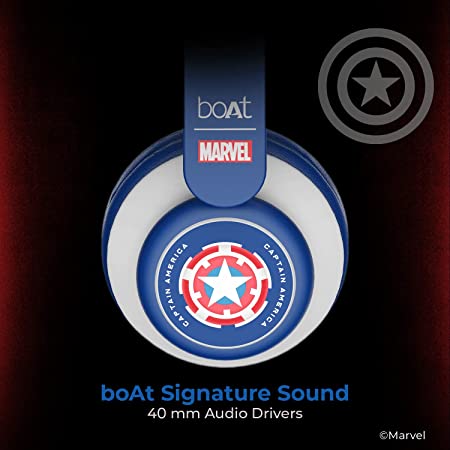 boAt
MARVEL
CAPTAIN AMERICA
CAPTAIN AMERICA
boAt Signature Sound
40 mm Audio Drivers
©Marvel